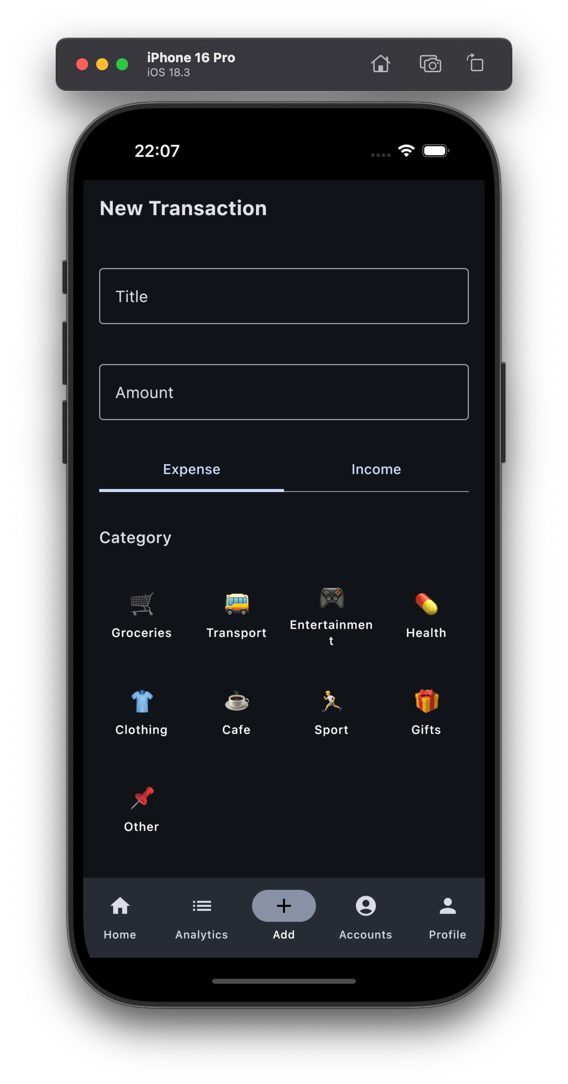 iPhone 16 Pro
iOS 18.3
22:07
New Transaction
Title
Amount
Expense Income
Category
Groceries Transport Entertainmen Health
t
Clothing Cafe Sport Gifts
Other
Home Analytics Add Accounts Profile